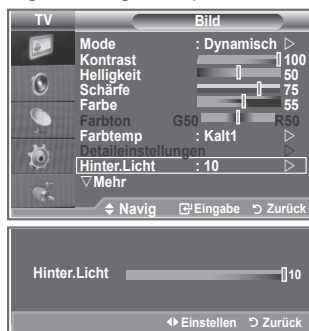 TV Bild
Mode : Dynamisch ▷
Kontrast 100
Helligkeit 50
Schärfe 75
Farbe 55
Farbton G50 R50
Farbtemp : Kalt1 ▷
Detaileinstellungen ▷
Hinter.Licht : 10 ▷
▽Mehr
Navig Eingabe Zurück
Hinter.Licht 10
Einstellen Zurück